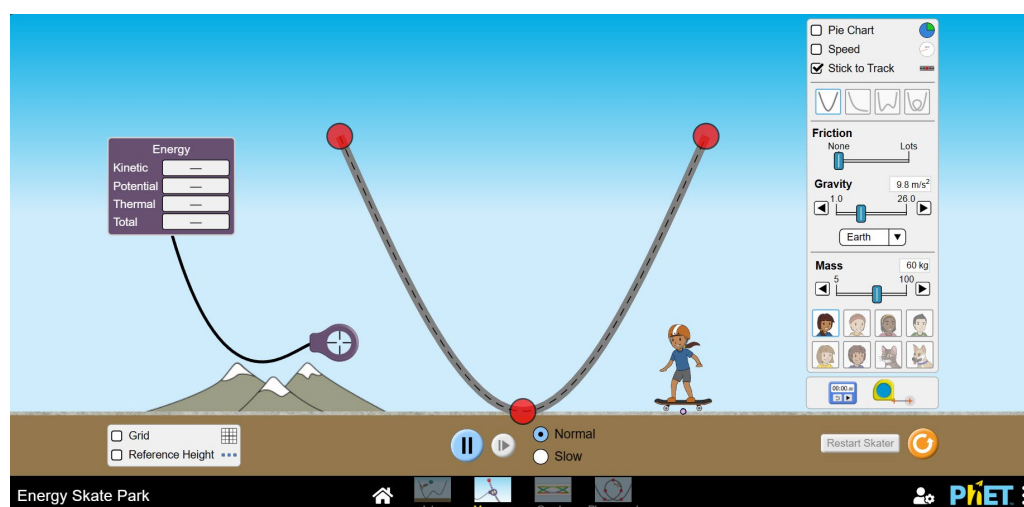 Pie Chart
Speed
Stick to Track
Energy
Kinetic —
Potential —
Thermal —
Total —
Friction
None Lots
Gravity 9.8 m/s²
1.0 26.0
Earth
Mass 60 kg
5 100
00:00.00
Grid
Reference Height
Normal
Slow
Restart Skater
Energy Skate Park
PhET